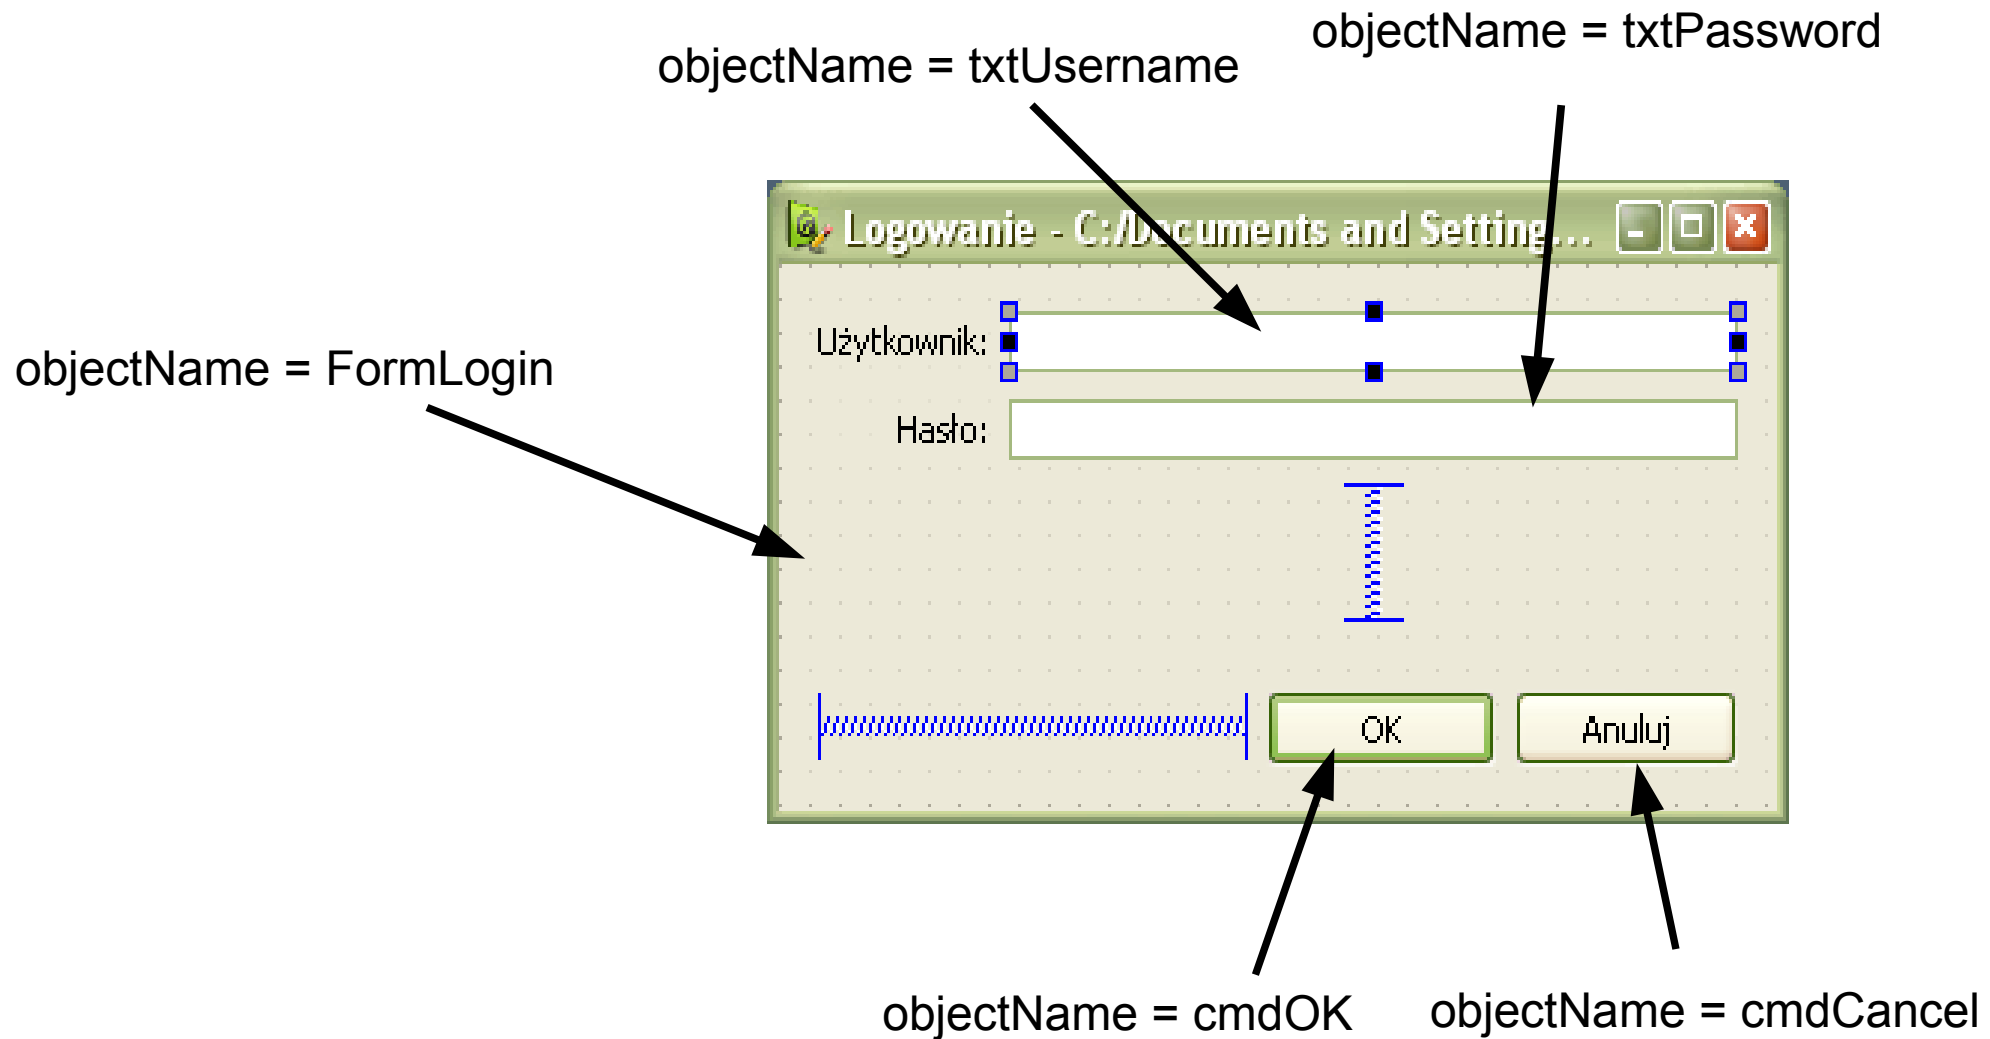 objectName = txtPassword
objectName = txtUsername
Logowanie - C:/Documents and Setting...
Użytkownik:
objectName = FormLogin
Hasło:
OK
Anuluj
objectName = cmdOK
objectName = cmdCancel